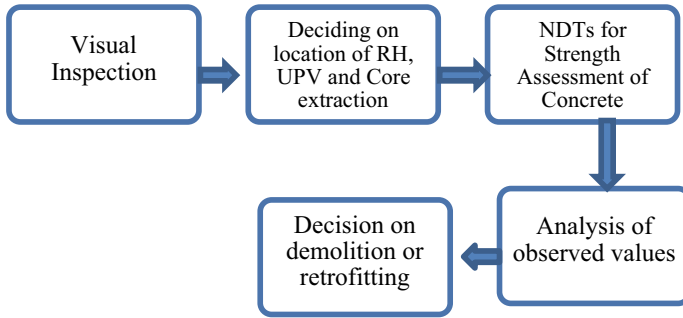 Visual
Inspection
Deciding on
location of RH,
UPV and Core
extraction
NDTs for
Strength
Assessment of
Concrete
Analysis of
observed values
Decision on
demolition or
retrofitting